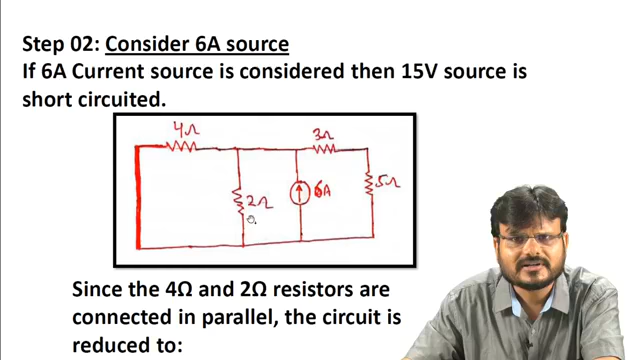 Step 02: Consider 6A source
If 6A Current source is considered then 15V source is
short circuited.
4Ω
3Ω
2Ω
6A
5Ω
Since the 4Ω and 2Ω resistors are
connected in parallel, the circuit is
reduced to: